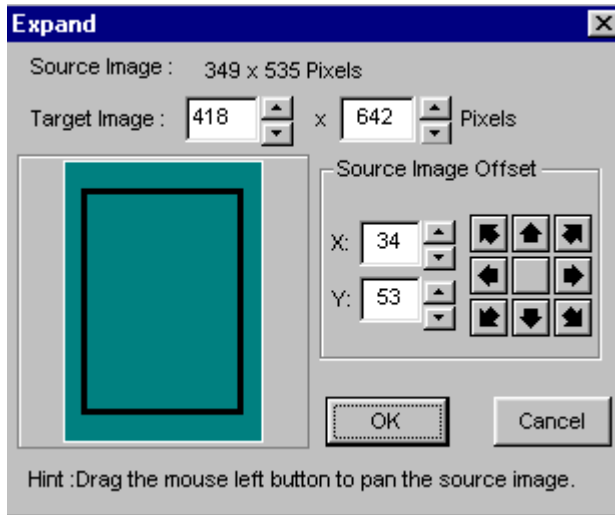 Expand
Source Image : 349 x 535 Pixels
Target Image : 418 x 642 Pixels
Source Image Offset
X: 34
Y: 53
OK Cancel
Hint :Drag the mouse left button to pan the source image.